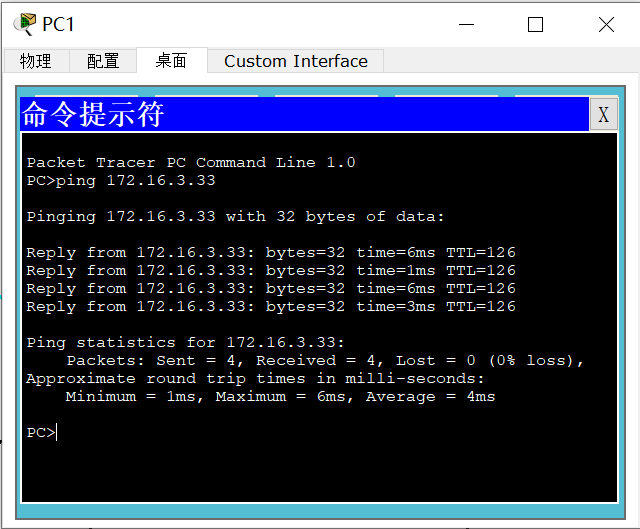 PC1
物理 配置 桌面 Custom Interface
命令提示符 X
Packet Tracer PC Command Line 1.0
PC>ping 172.16.3.33
Pinging 172.16.3.33 with 32 bytes of data:
Reply from 172.16.3.33: bytes=32 time=6ms TTL=126
Reply from 172.16.3.33: bytes=32 time=1ms TTL=126
Reply from 172.16.3.33: bytes=32 time=6ms TTL=126
Reply from 172.16.3.33: bytes=32 time=3ms TTL=126
Ping statistics for 172.16.3.33:
Packets: Sent = 4, Received = 4, Lost = 0 (0% loss),
Approximate round trip times in milli-seconds:
Minimum = 1ms, Maximum = 6ms, Average = 4ms
PC>